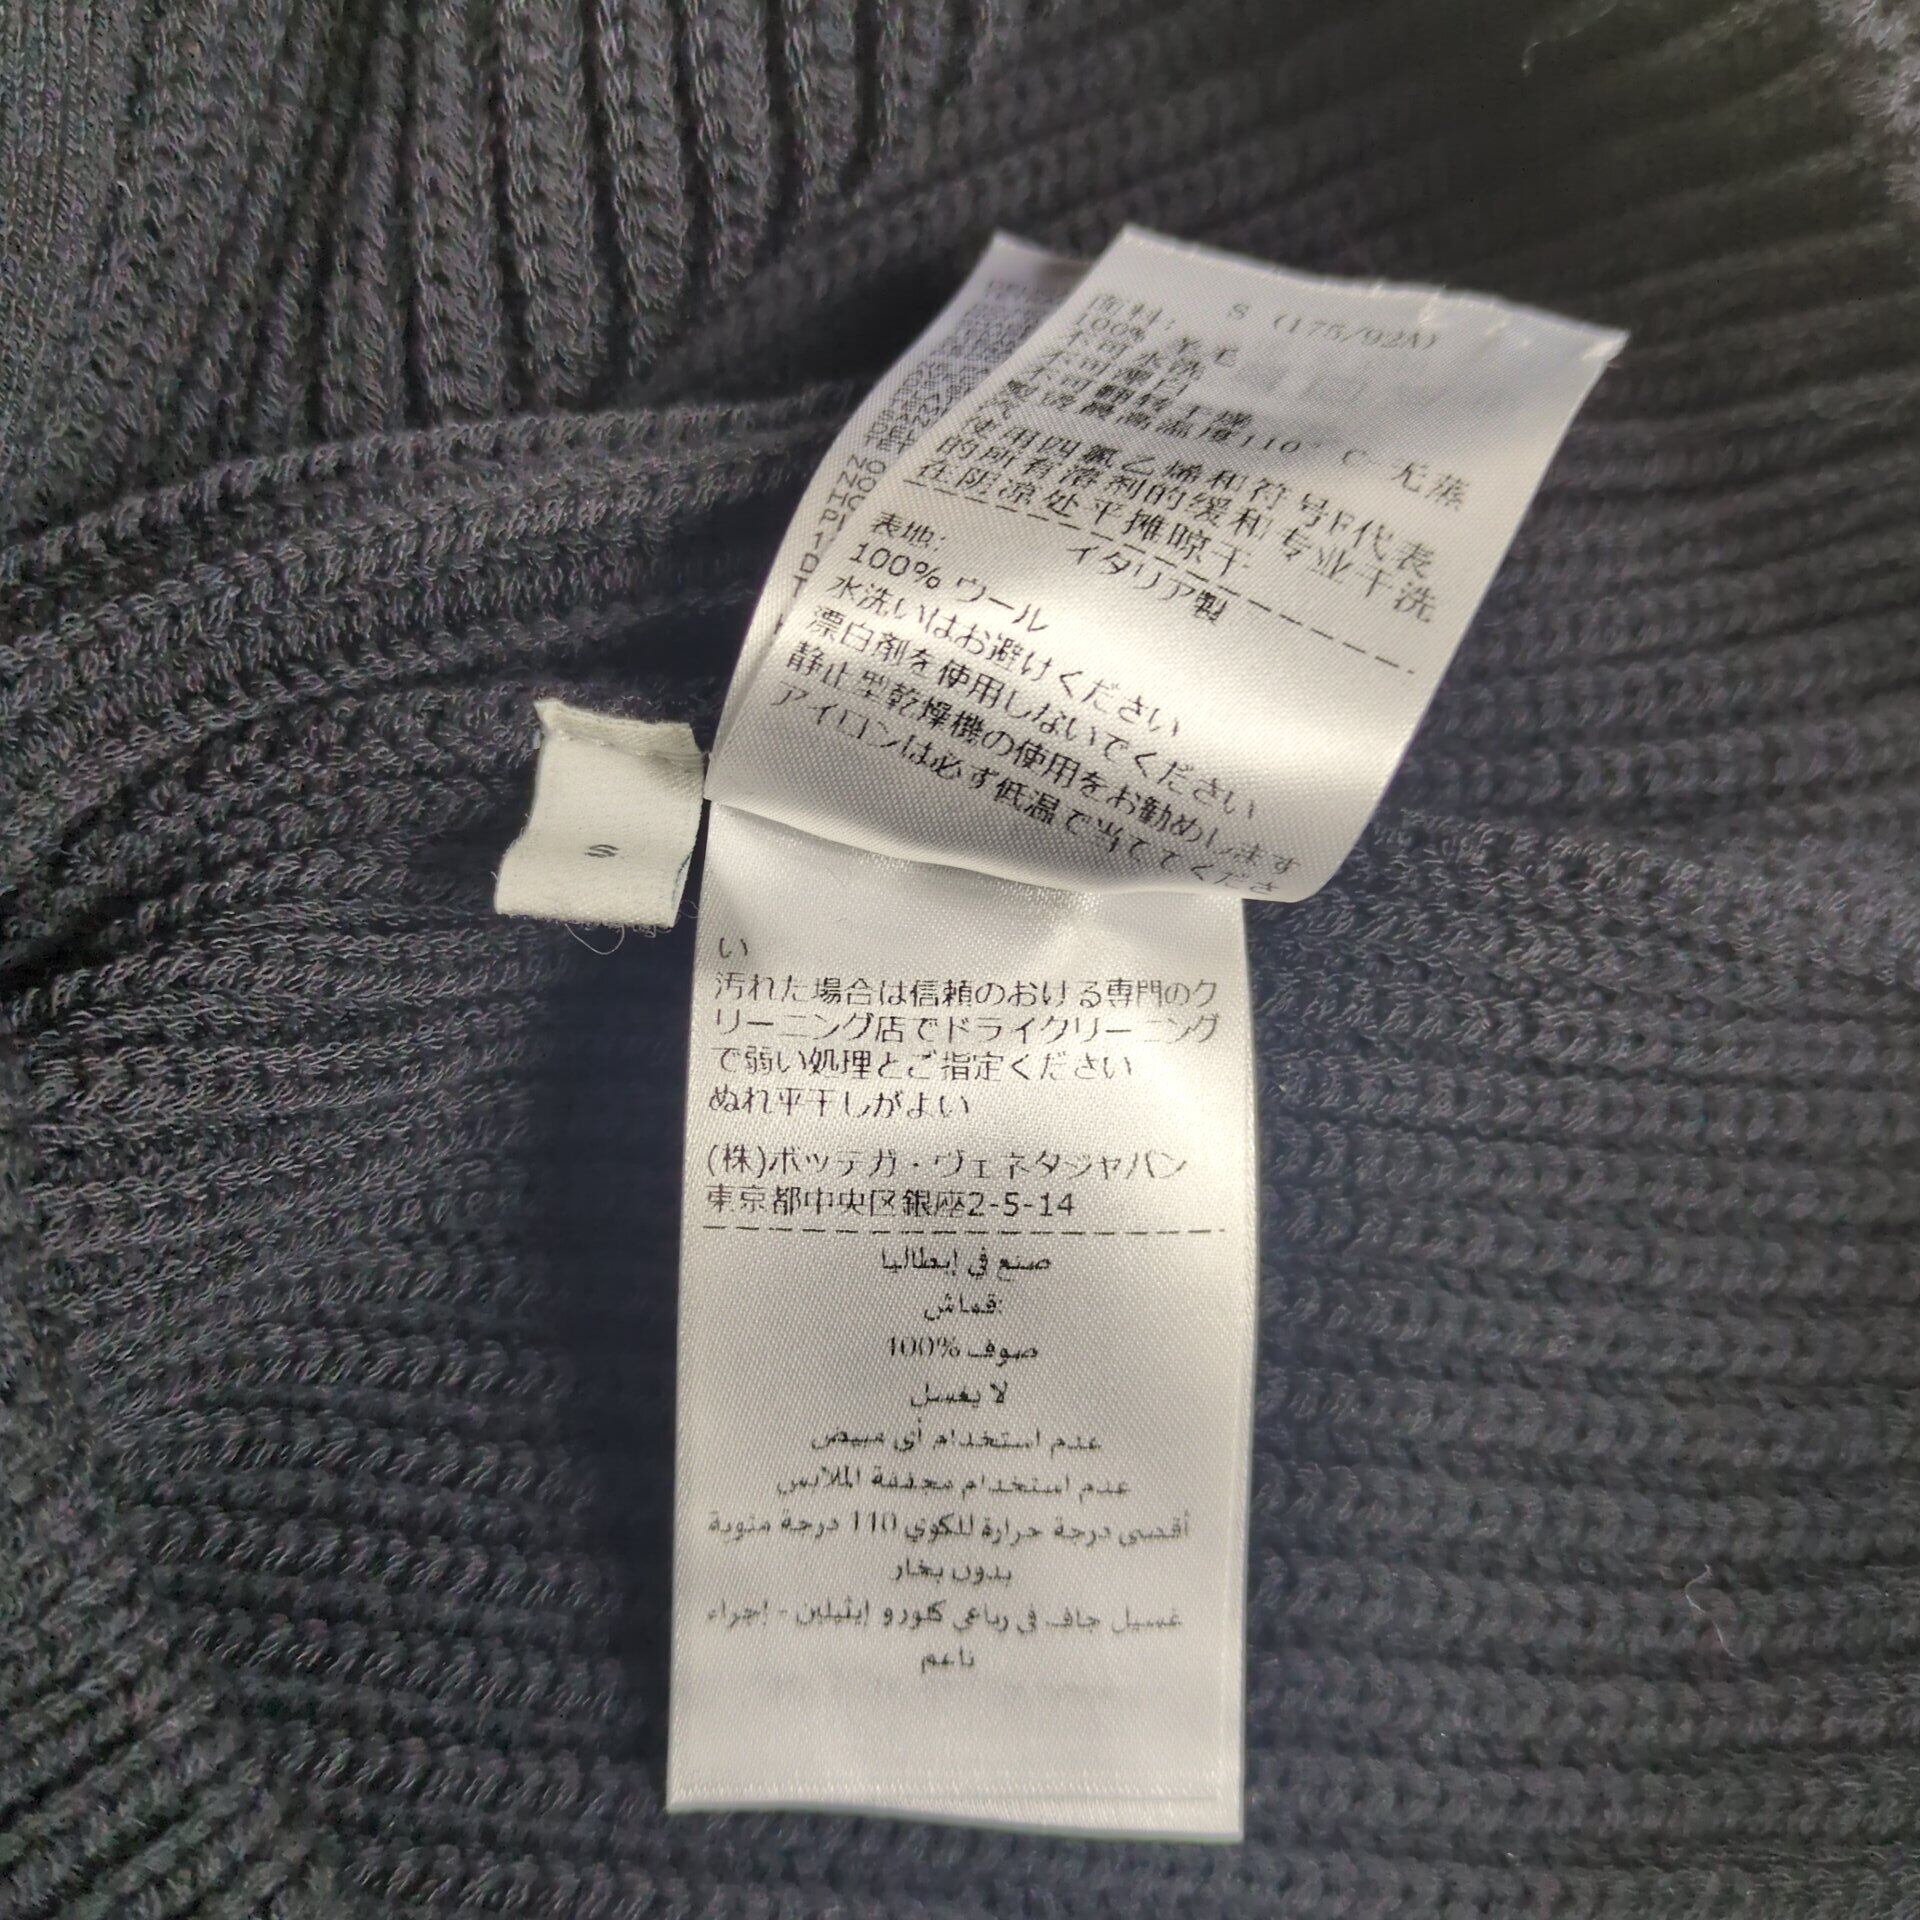 S (175/92A)
面料:
100% 羊毛
不可水洗
不可漂白
不可翻转干燥
熨烫最高温度110° C-无蒸
使用四氯乙烯和符号F代表
的所有溶剂的缓和专业干洗
在阴凉处平摊晾干
イタリア製
表地:
100% ウール
水洗いはお避けください
漂白剤を使用しないでください
静止型乾燥機の使用をお勧めします
アイロンは必ず低温で当ててくださ
S
い
汚れた場合は信頼のおける専門のク
リーニング店でドライクリーニング
で弱い処理とご指定ください
ぬれ平干しがよい
(株)ボッテガ・ヴェネタジャパン
東京都中央区銀座2-5-14
صنع في إيطاليا
قماش:
100% صوف
لا يغسل
عدم استخدام أي مبيض
عدم استخدام مجففة الملابس
أقصى درجة حرارة للكوي 110 درجة مئوية
بدون بخار
غسيل جاف في رباعي كلورو إيثيلين - إجراء
ناعم